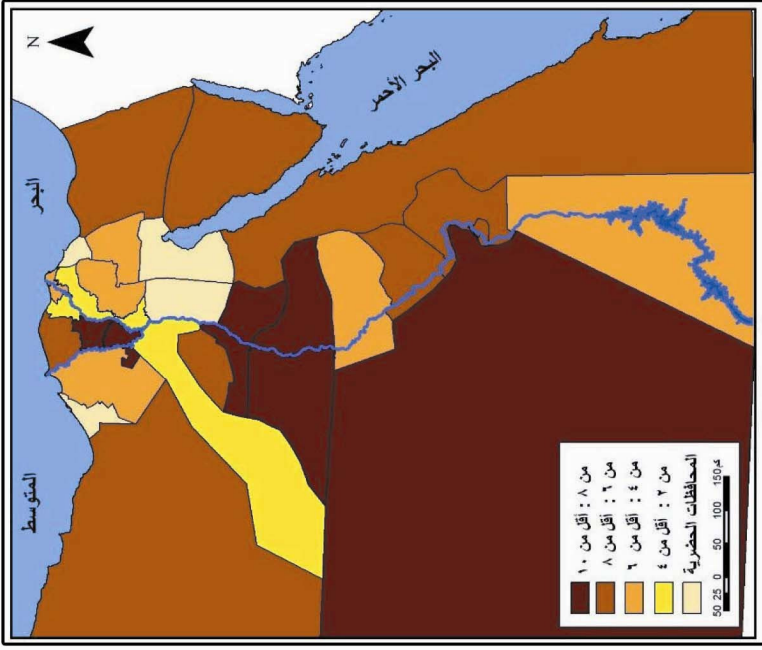 N
البحر
المتوسط
البحر الأحمر
من ٨ : أقل من ١٠
من ٦ : أقل من ٨
من ٤ : أقل من ٦
من ٢ : أقل من ٤
المحافظات الحضرية
50 25 0 50 100 150 كم